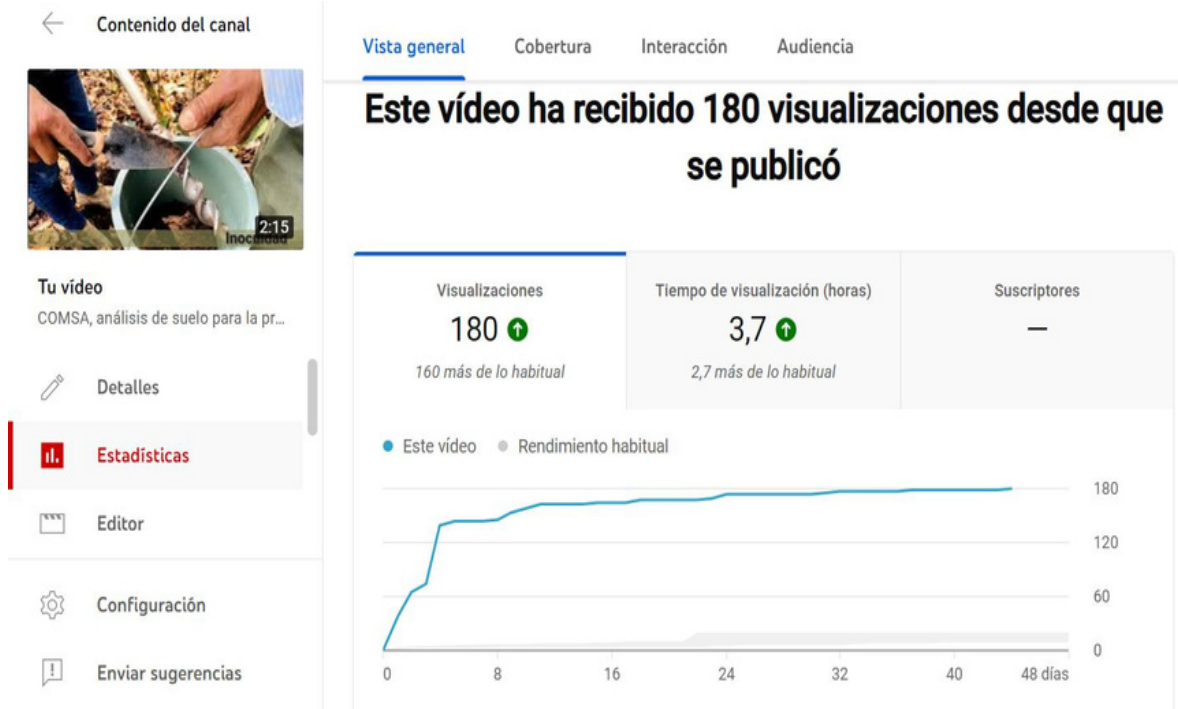 Contenido del canal
2:15
Inocuidad
Tu vídeo
COMSA, análisis de suelo para la pr...
Detalles
Estadísticas
Editor
Configuración
Enviar sugerencias
Vista general Cobertura Interacción Audiencia
Este vídeo ha recibido 180 visualizaciones desde que
se publicó
Visualizaciones Tiempo de visualización (horas) Suscriptores
180 3,7 —
160 más de lo habitual 2,7 más de lo habitual
Este vídeo Rendimiento habitual
180
120
60
0
0 8 16 24 32 40 48 días